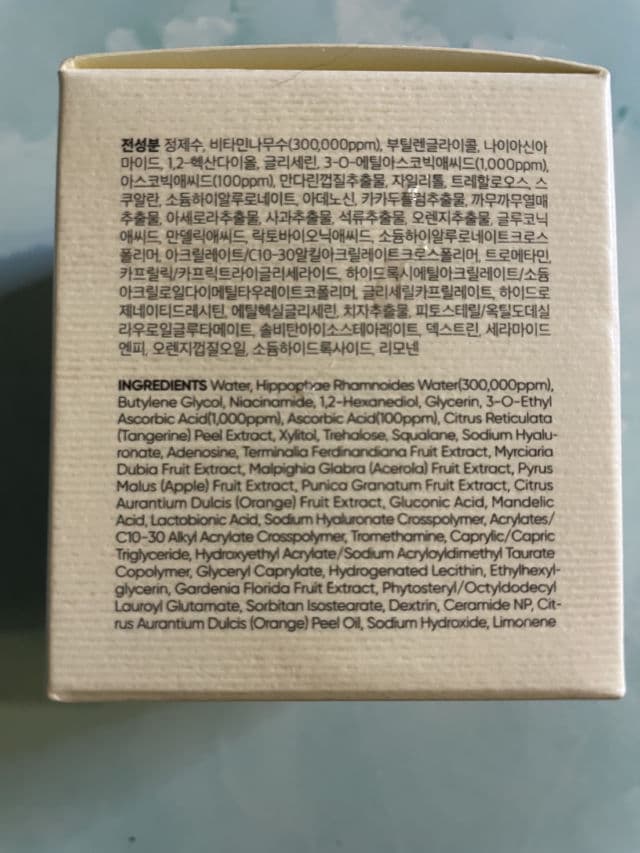 전성분 정제수, 비타민나무수(300,000ppm), 부틸렌글라이콜, 나이아신아
마이드, 1,2-헥산다이올, 글리세린, 3-O-에틸아스코빅애씨드(1,000ppm),
아스코빅애씨드(100ppm), 만다린껍질추출물, 자일리톨, 트레할로오스, 스
쿠알란, 소듐하이알루로네이트, 아데노신, 카카두플럼추출물, 까무까무열매
추출물, 아세로라추출물, 사과추출물, 석류추출물, 오렌지추출물, 글루코닉
애씨드, 만델릭애씨드, 락토바이오닉애씨드, 소듐하이알루로네이트크로스
폴리머, 아크릴레이트/C10-30알킬아크릴레이트크로스폴리머, 트로메타민,
카프릴릭/카프릭트라이글리세라이드, 하이드록시에틸아크릴레이트/소듐
아크릴로일다이메틸타우레이트코폴리머, 글리세릴카프릴레이트, 하이드로
제네이티드레시틴, 에틸헥실글리세린, 치자추출물, 피토스테릴/옥틸도데실
라우로일글루타메이트, 솔비탄아이소스테아레이트, 덱스트린, 세라마이드
엔피, 오렌지껍질오일, 소듐하이드록사이드, 리모넨
INGREDIENTS Water, Hippophae Rhamnoides Water(300,000ppm),
Butylene Glycol, Niacinamide, 1,2-Hexanediol, Glycerin, 3-O-Ethyl
Ascorbic Acid(1,000ppm), Ascorbic Acid(100ppm), Citrus Reticulata
(Tangerine) Peel Extract, Xylitol, Trehalose, Squalane, Sodium Hyalu-
ronate, Adenosine, Terminalia Ferdinandiana Fruit Extract, Myrciaria
Dubia Fruit Extract, Malpighia Glabra (Acerola) Fruit Extract, Pyrus
Malus (Apple) Fruit Extract, Punica Granatum Fruit Extract, Citrus
Aurantium Dulcis (Orange) Fruit Extract, Gluconic Acid, Mandelic
Acid, Lactobionic Acid, Sodium Hyaluronate Crosspolymer, Acrylates/
C10-30 Alkyl Acrylate Crosspolymer, Tromethamine, Caprylic/Capric
Triglyceride, Hydroxyethyl Acrylate/Sodium Acryloyldimethyl Taurate
Copolymer, Glyceryl Caprylate, Hydrogenated Lecithin, Ethylhexyl-
glycerin, Gardenia Florida Fruit Extract, Phytosteryl/Octyldodecyl
Lauroyl Glutamate, Sorbitan Isostearate, Dextrin, Ceramide NP, Cit-
rus Aurantium Dulcis (Orange) Peel Oil, Sodium Hydroxide, Limonene